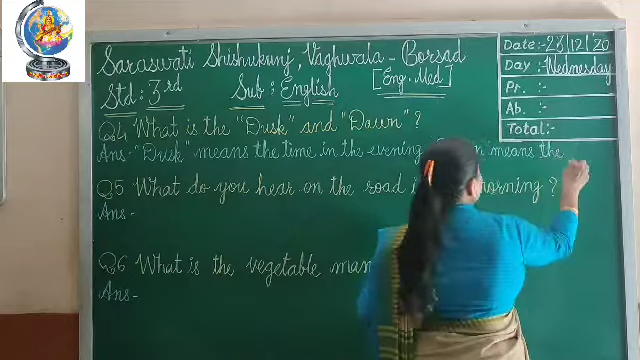 Saraswati Shishukunj, Vaghwala - Borsad
Std : 3rd Sub : English [Eng. Med]
Date :- 23/12/'20
Day :- Wednesday
Pr. :-
Ab. :-
Total :-
Q4 What is the "Dusk" and "Dawn" ?
Ans - "Dusk" means the time in the evening means the
Q5 What do you hear on the road morning ?
Ans -
Q6 What is the vegetable
Ans -